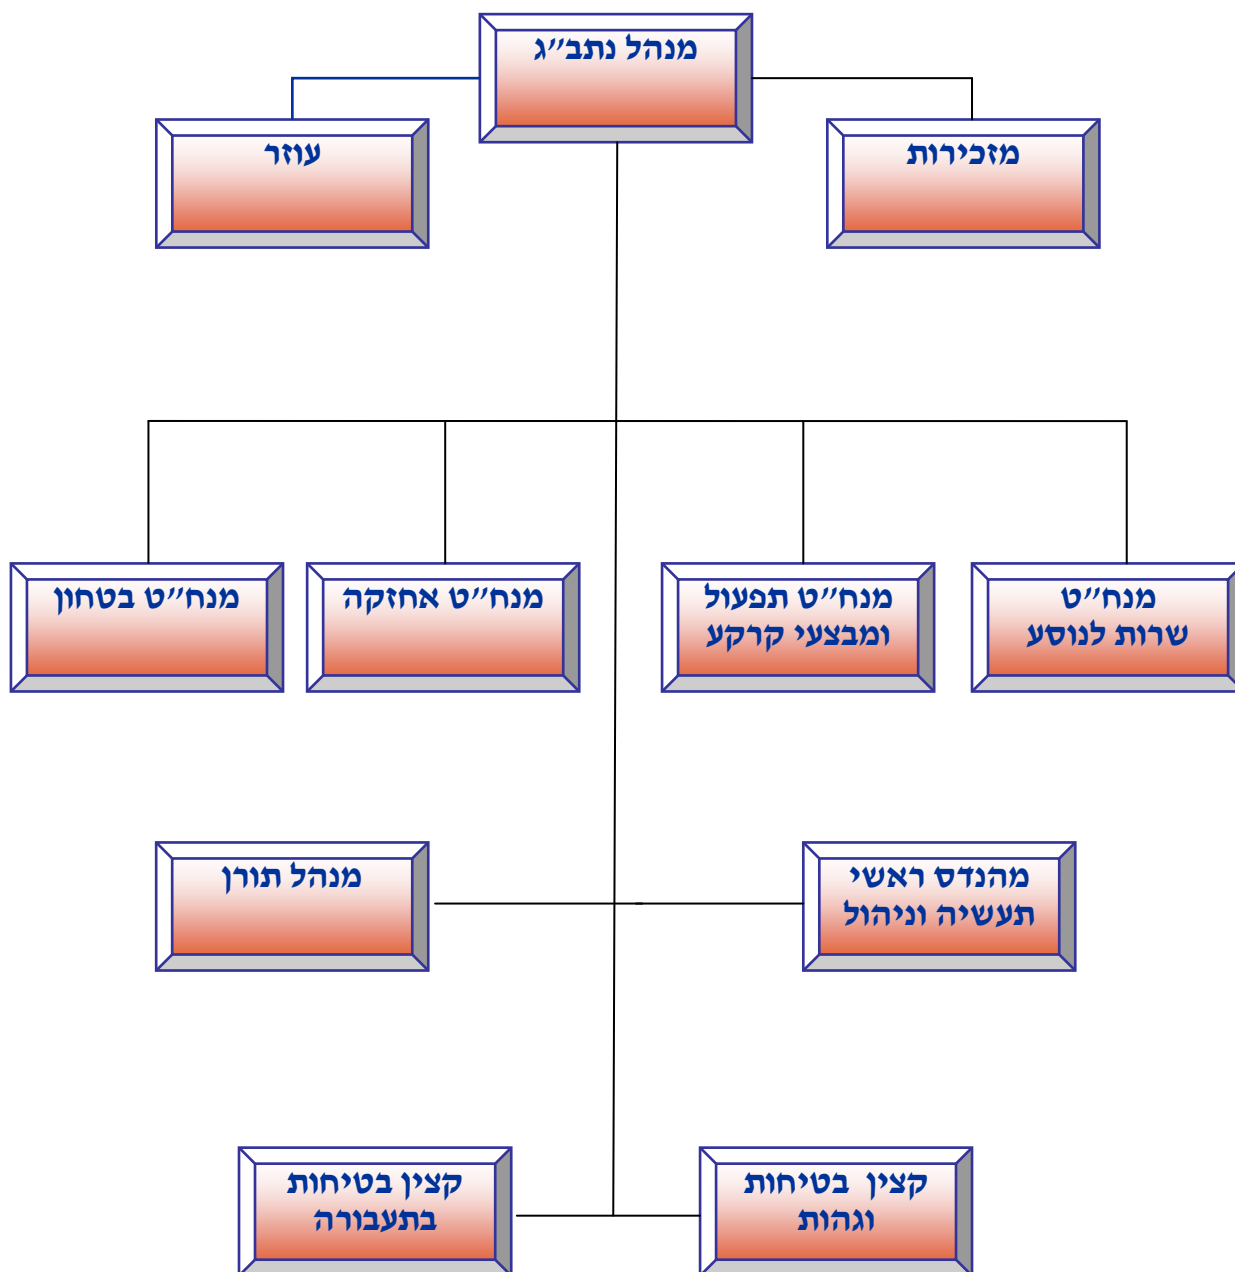 מנהל נתב״ג
מזכירות
עוזר
מנח״ט
שרות לנוסע
מנח״ט תפעול
ומבצעי קרקע
מנח״ט אחזקה
מנח״ט בטחון
מהנדס ראשי
תעשיה וניהול
מנהל תורן
קצין בטיחות
וגהות
קצין בטיחות
בתעבורה